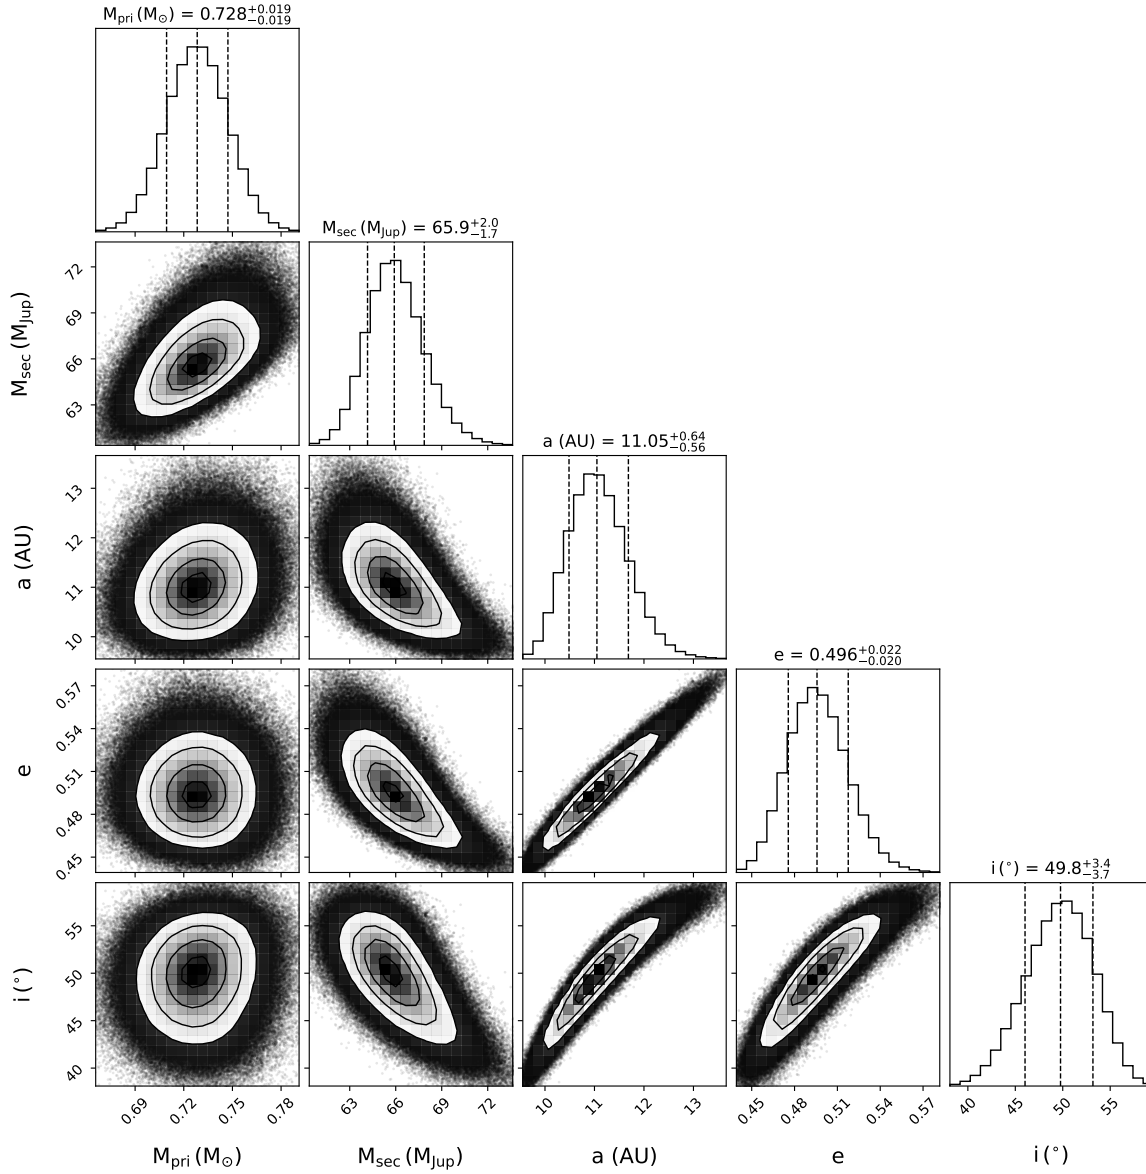 M_pri (M_⊙) = 0.728^{+0.019}_{−0.019}
M_sec (M_Jup) = 65.9^{+2.0}_{−1.7}
72
69
66
63
M_sec (M_Jup)
a (AU) = 11.05^{+0.64}_{−0.56}
13
12
11
10
a (AU)
e = 0.496^{+0.022}_{−0.020}
0.57
0.54
0.51
0.48
0.45
e
i (°) = 49.8^{+3.4}_{−3.7}
55
50
45
40
i (°)
0.69 0.72 0.75 0.78 63 66 69 72 10 11 12 13 0.45 0.48 0.51 0.54 0.57 40 45 50 55
M_pri (M_⊙) M_sec (M_Jup) a (AU) e i (°)